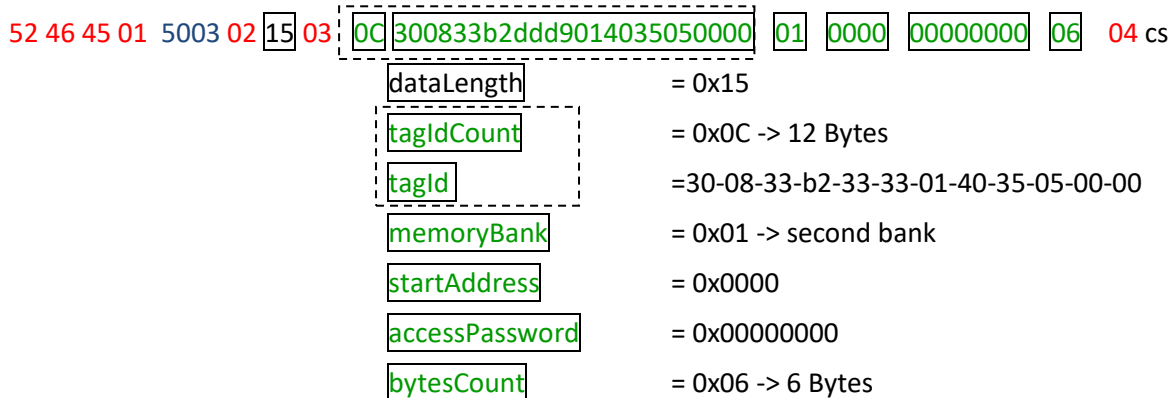 52 46 45 01 5003 02 15 03 0C 300833b2ddd9014035050000 01 0000 00000000 06 04 cs
dataLength = 0x15
tagIdCount = 0x0C -> 12 Bytes
tagId =30-08-33-b2-33-33-01-40-35-05-00-00
memoryBank = 0x01 -> second bank
startAddress = 0x0000
accessPassword = 0x00000000
bytesCount = 0x06 -> 6 Bytes